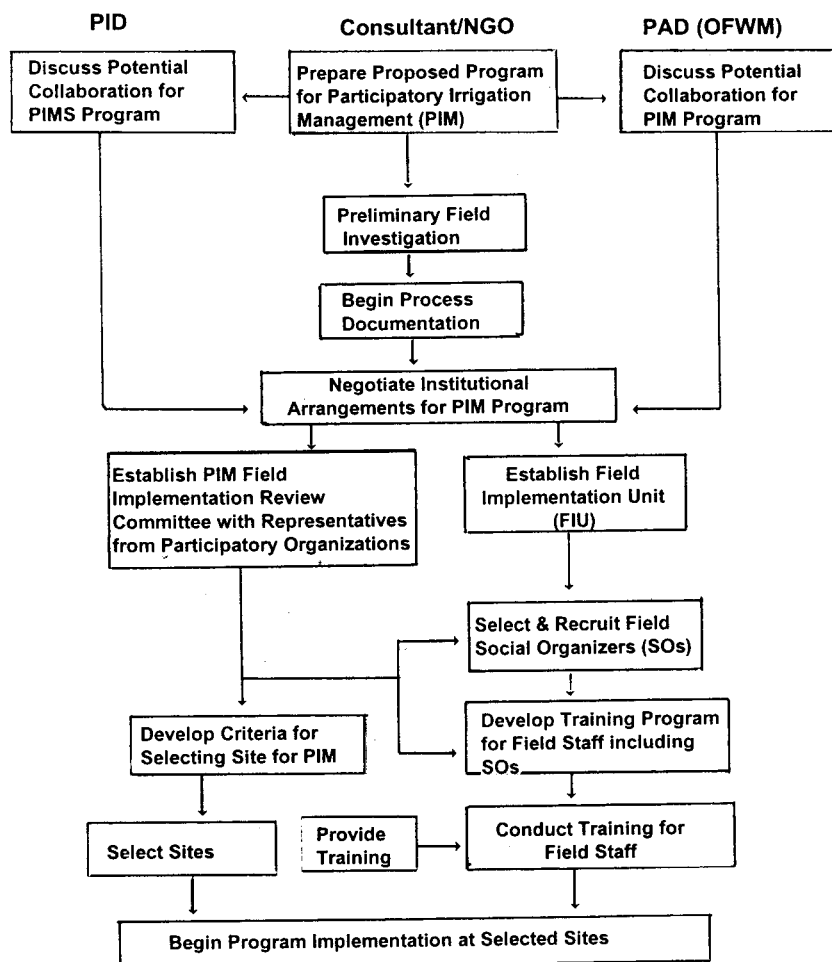 PID
Consultant/NGO
PAD (OFWM)
Discuss Potential
Collaboration for
PIMS Program
Prepare Proposed Program
for Participatory Irrigation
Management (PIM)
Discuss Potential
Collaboration for
PIM Program
Preliminary Field
Investigation
Begin Process
Documentation
Negotiate Institutional
Arrangements for PIM Program
Establish PIM Field
Implementation Review
Committee with Representatives
from Participatory Organizations
Establish Field
Implementation Unit
(FIU)
Select & Recruit Field
Social Organizers (SOs)
Develop Criteria for
Selecting Site for PIM
Develop Training Program
for Field Staff including
SOs
Select Sites
Provide
Training
Conduct Training for
Field Staff
Begin Program Implementation at Selected Sites